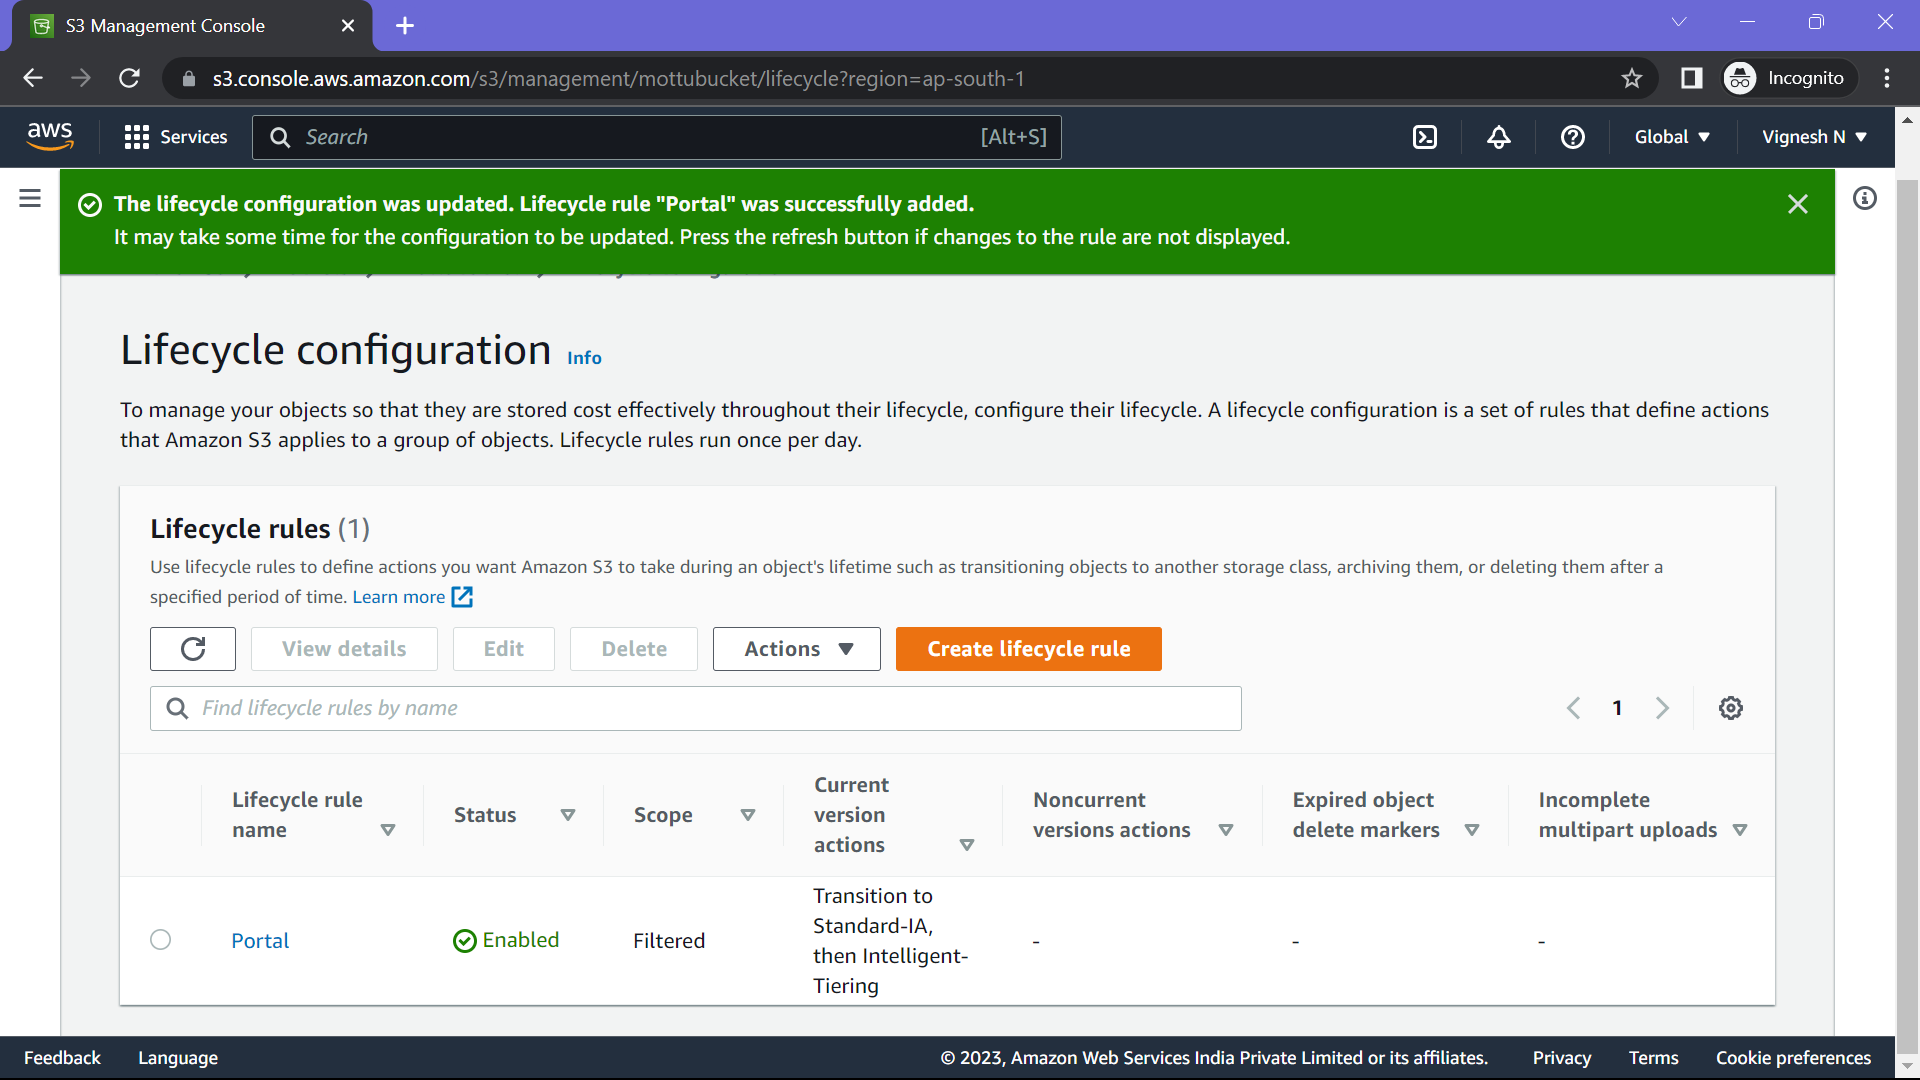 S3 Management Console
s3.console.aws.amazon.com/s3/management/mottubucket/lifecycle?region=ap-south-1
Incognito
aws
Services
Search
[Alt+S]
Global
Vignesh N
The lifecycle configuration was updated. Lifecycle rule "Portal" was successfully added.
It may take some time for the configuration to be updated. Press the refresh button if changes to the rule are not displayed.
Lifecycle configuration Info
To manage your objects so that they are stored cost effectively throughout their lifecycle, configure their lifecycle. A lifecycle configuration is a set of rules that define actions
that Amazon S3 applies to a group of objects. Lifecycle rules run once per day.
Lifecycle rules (1)
Use lifecycle rules to define actions you want Amazon S3 to take during an object's lifetime such as transitioning objects to another storage class, archiving them, or deleting them after a
specified period of time. Learn more
View details
Edit
Delete
Actions
Create lifecycle rule
Find lifecycle rules by name
1
Lifecycle rule
name
Status
Scope
Current
version
actions
Noncurrent
versions actions
Expired object
delete markers
Incomplete
multipart uploads
Portal
Enabled
Filtered
Transition to
Standard-IA,
then Intelligent-
Tiering
-
-
-
Feedback
Language
© 2023, Amazon Web Services India Private Limited or its affiliates.
Privacy
Terms
Cookie preferences